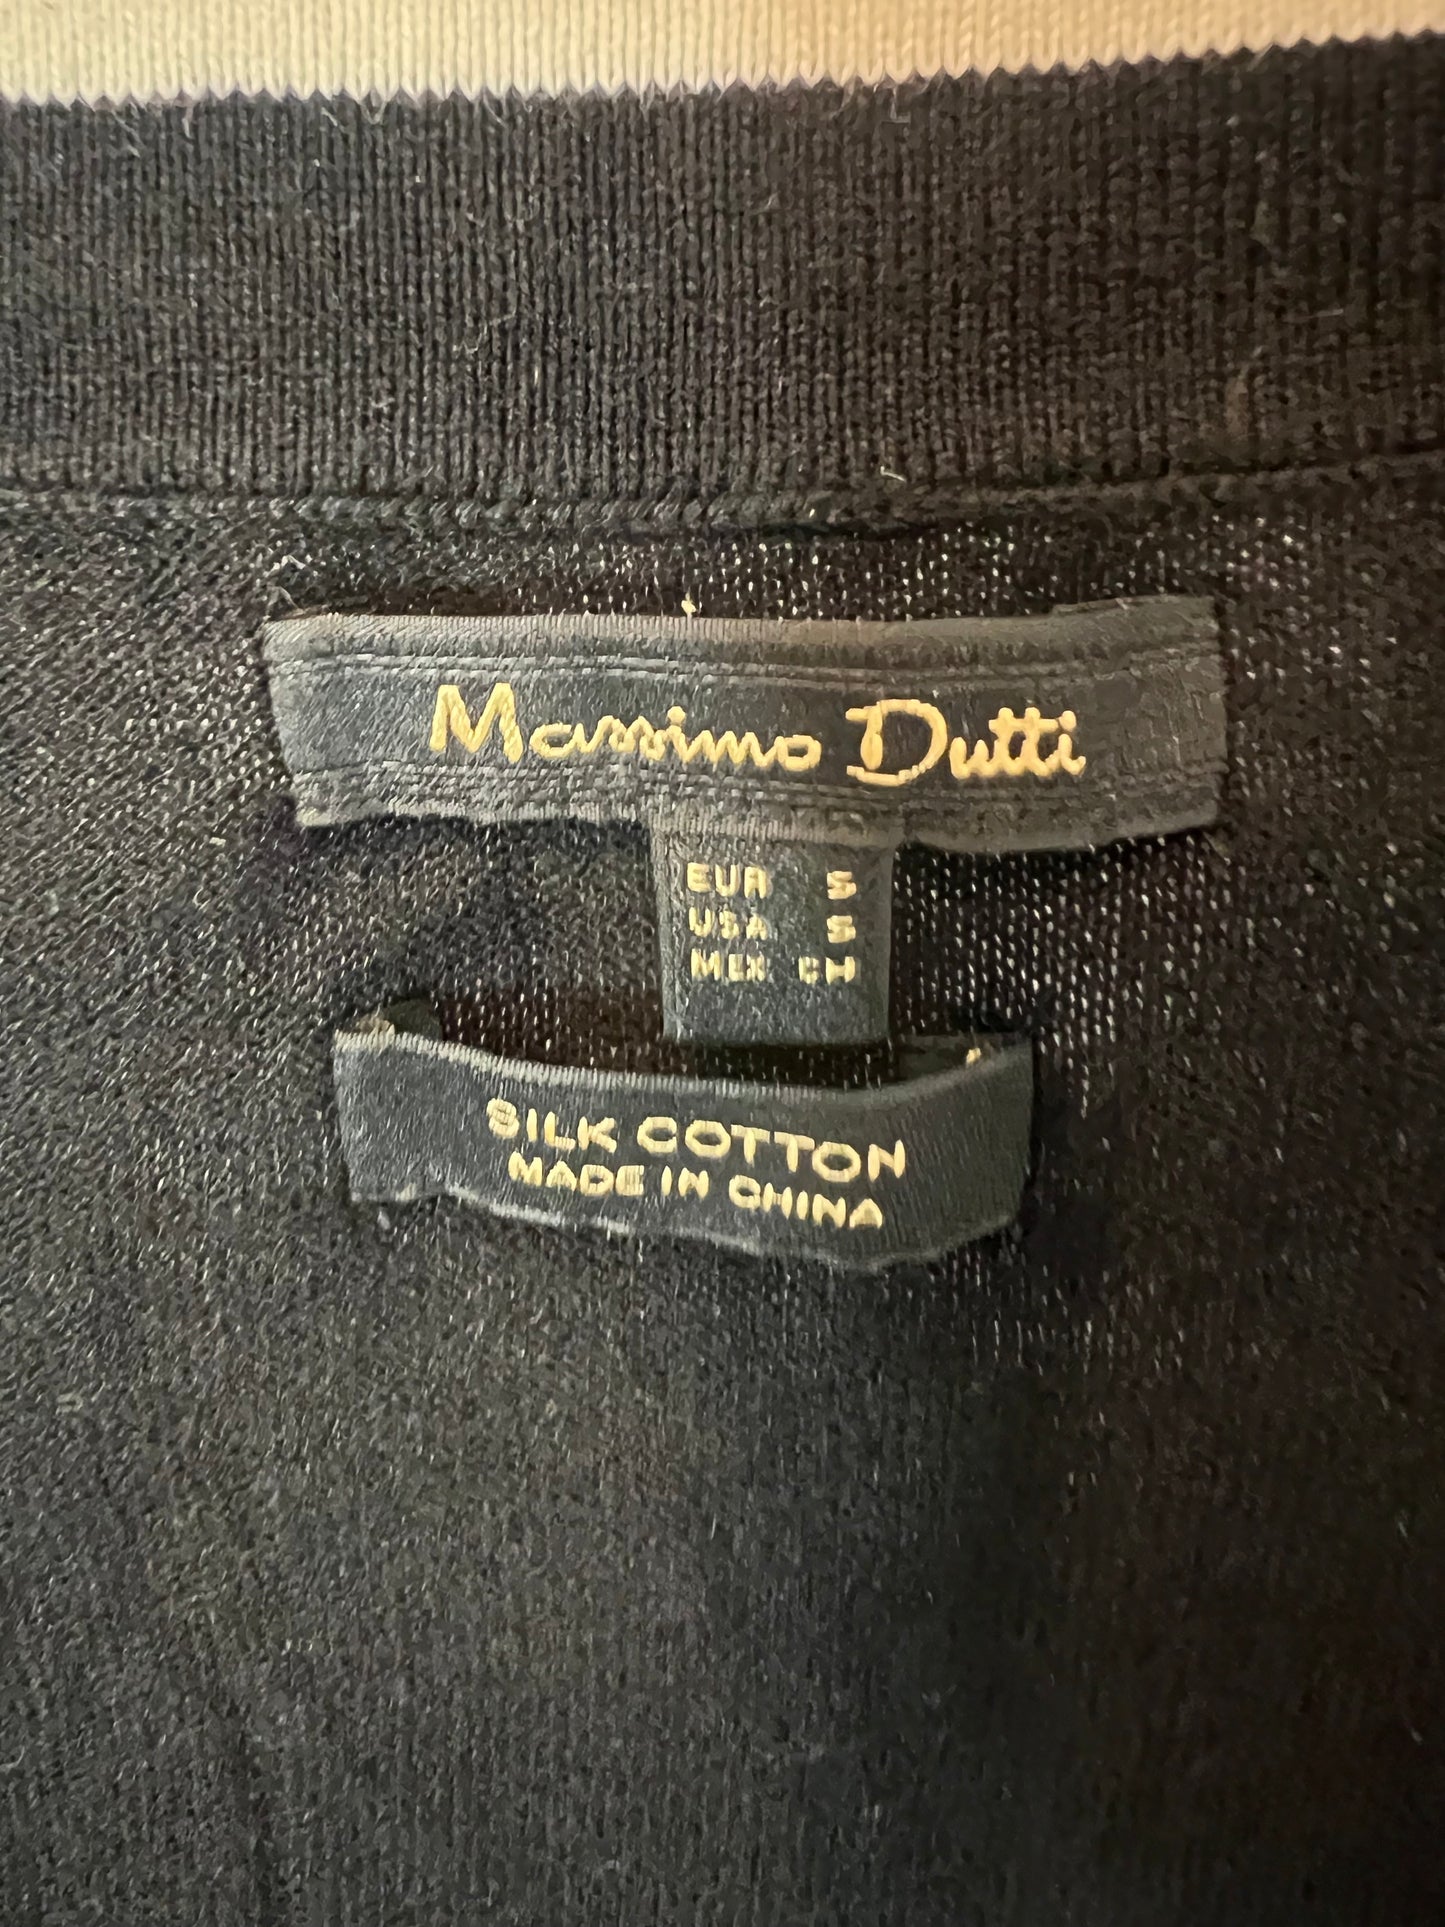 Massimo Dutti
EUR S
USA S
MEX CH
SILK COTTON
MADE IN CHINA